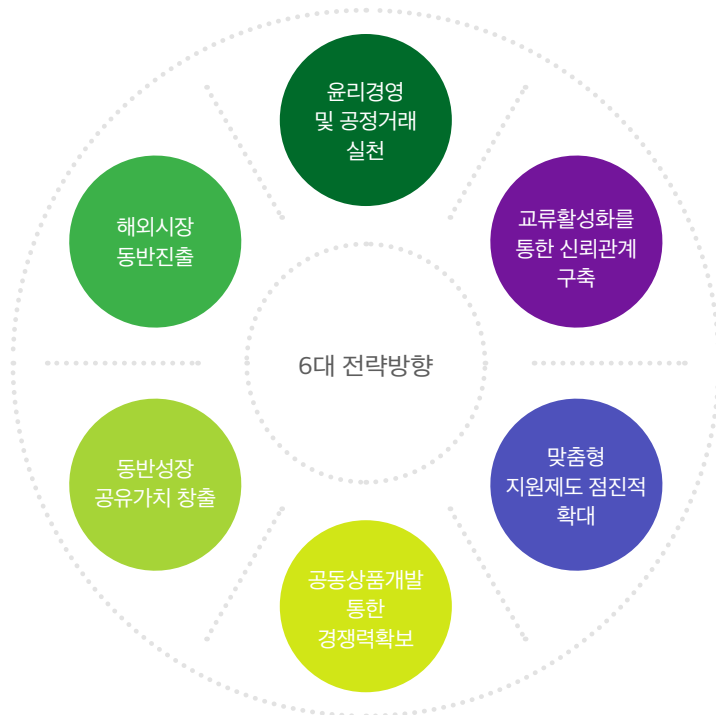 윤리경영
및 공정거래
실천
교류활성화를
통한 신뢰관계
구축
맞춤형
지원제도 점진적
확대
공동상품개발
통한
경쟁력확보
동반성장
공유가치 창출
해외시장
동반진출
6대 전략방향